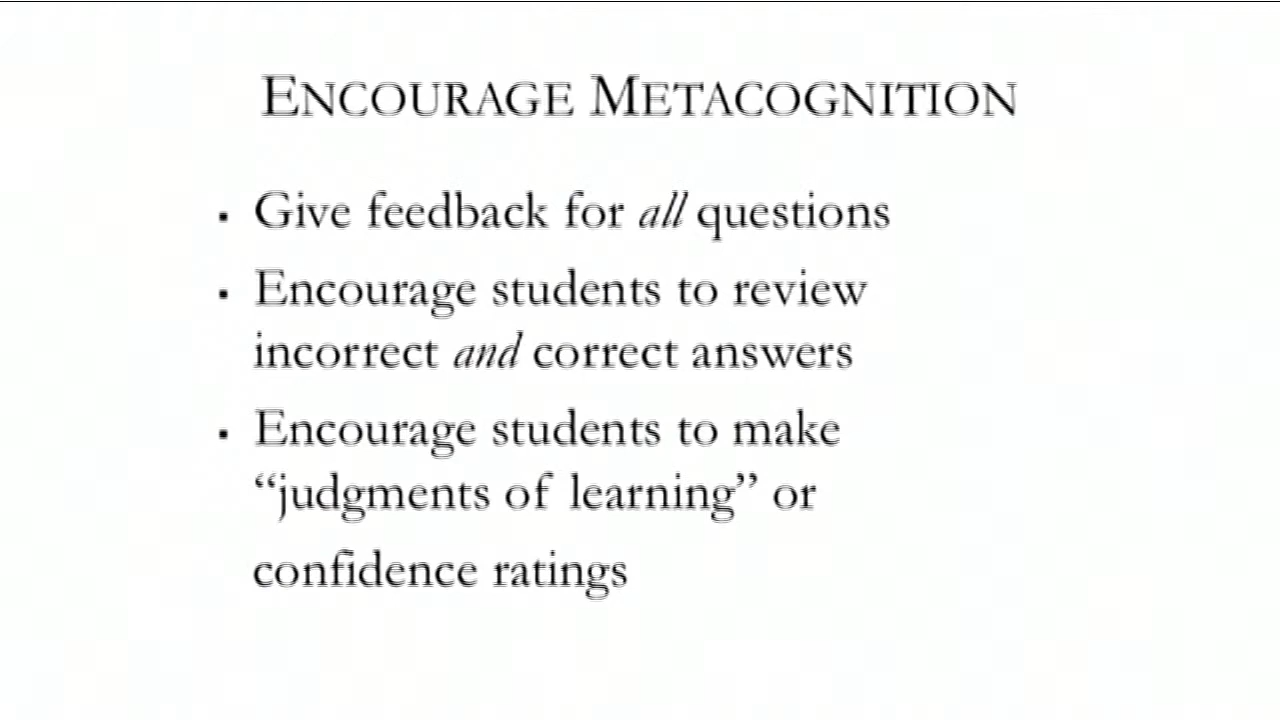 ENCOURAGE METACOGNITION
▪ Give feedback for all questions
▪ Encourage students to review
incorrect and correct answers
▪ Encourage students to make
“judgments of learning” or
confidence ratings